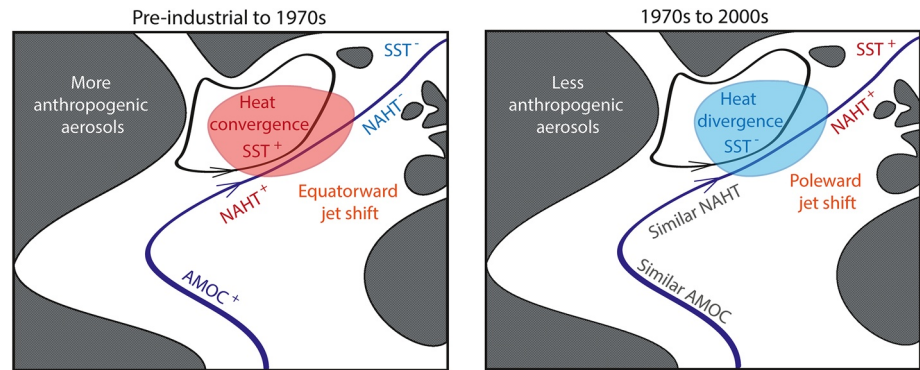 Pre-industrial to 1970s
More
anthropogenic
aerosols
SST⁻
Heat
convergence
SST⁺
NAHT⁻
NAHT⁺
Equatorward
jet shift
AMOC⁺
1970s to 2000s
Less
anthropogenic
aerosols
SST⁺
Heat
divergence
SST⁻
NAHT⁺
Similar NAHT
Poleward
jet shift
Similar AMOC